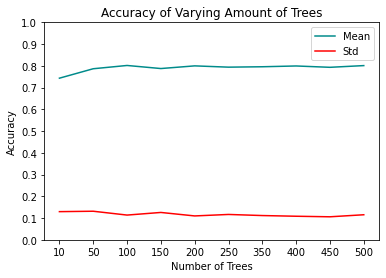 Accuracy of Varying Amount of Trees
1.0
0.9
0.8
0.7
0.6
0.5
0.4
0.3
0.2
0.1
0.0
Accuracy
Mean
Std
10 50 100 150 200 250 350 400 450 500
Number of Trees